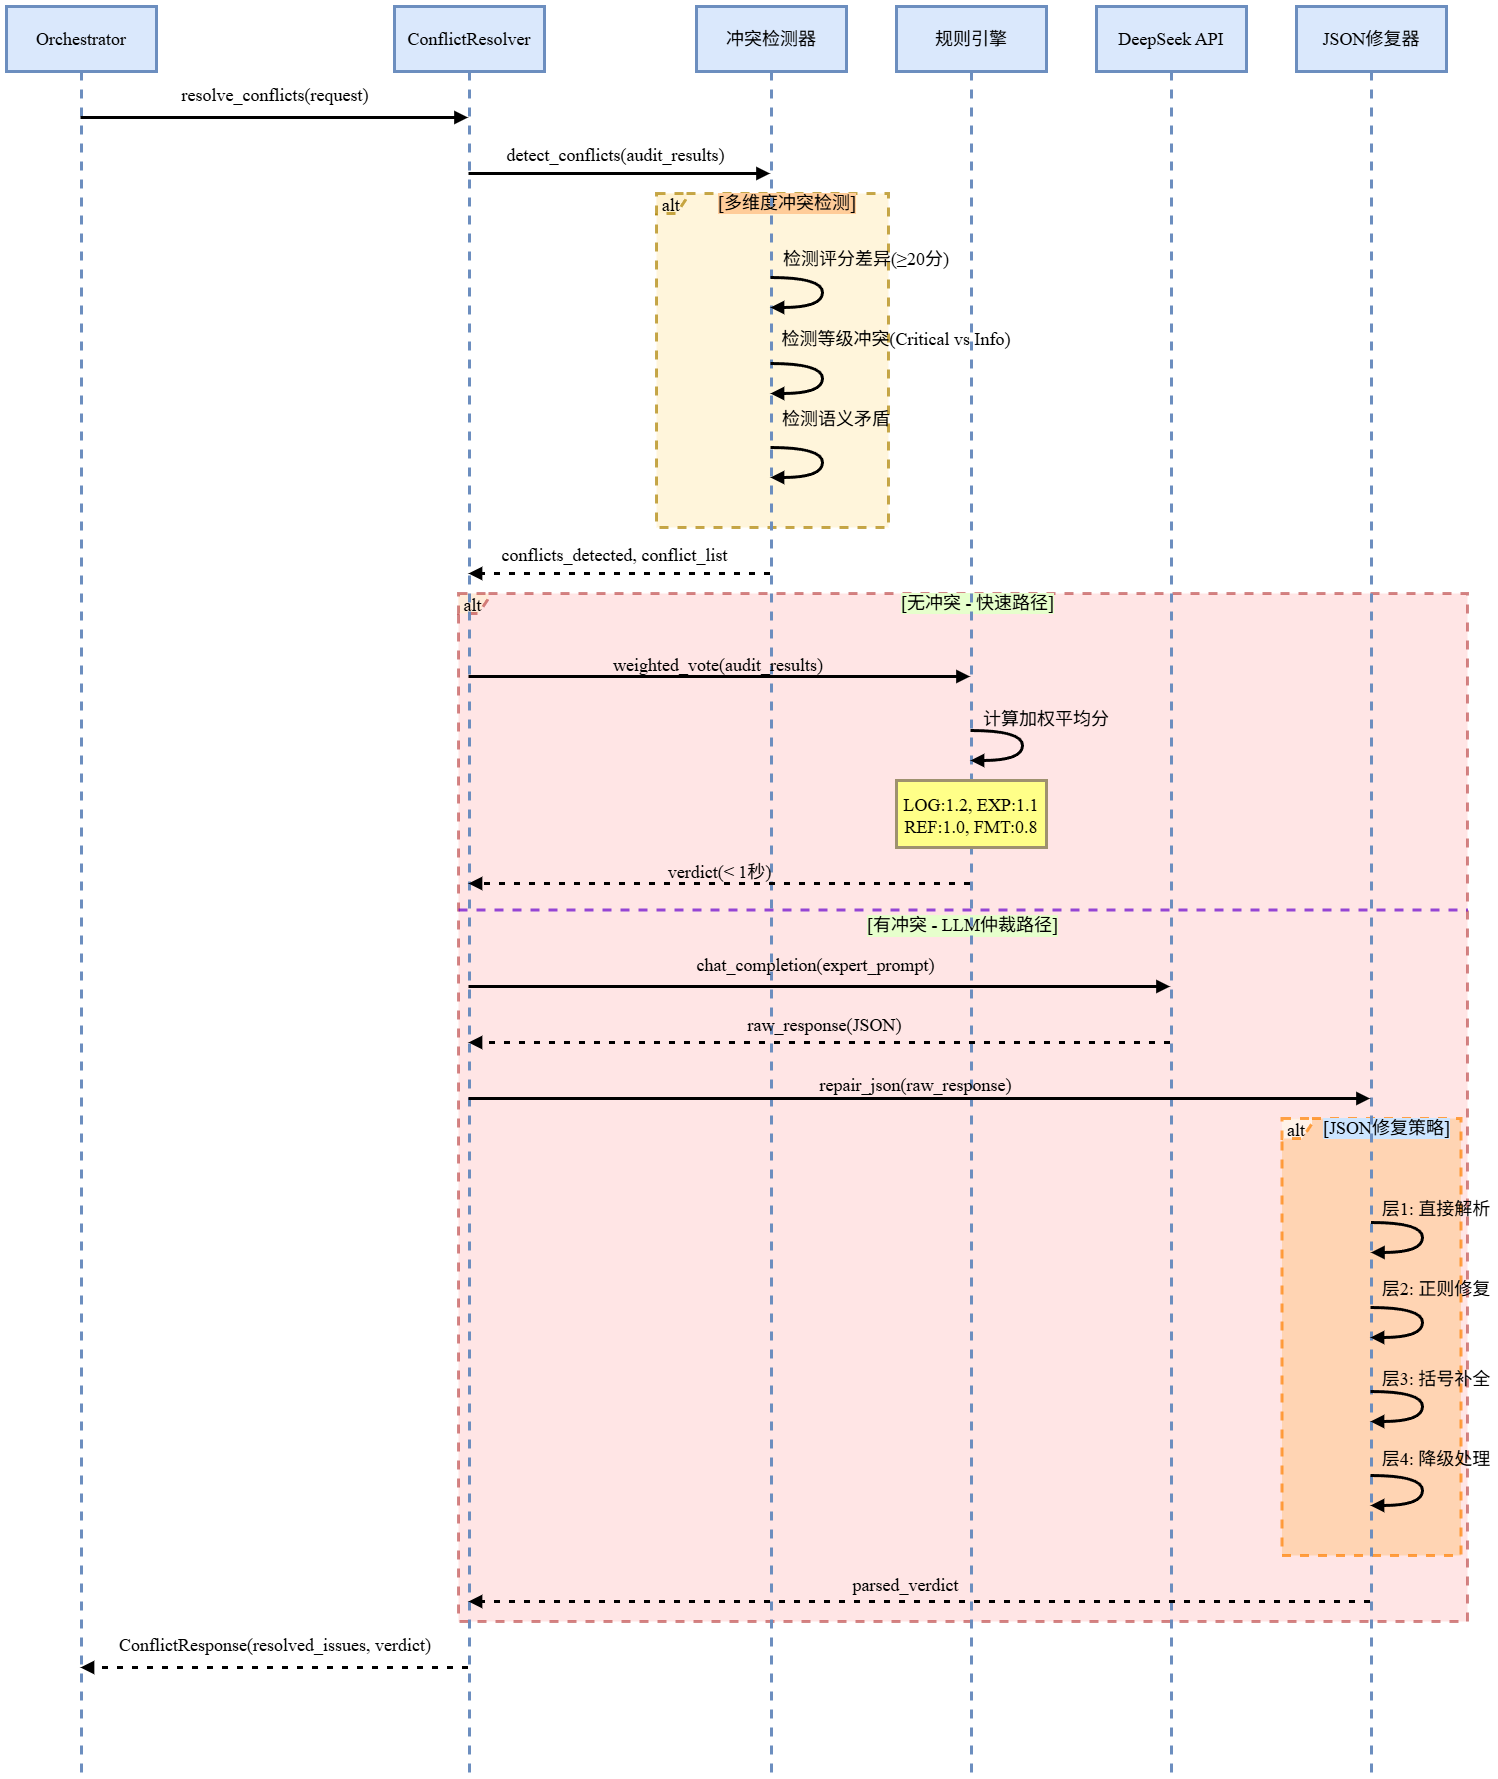 Orchestrator
ConflictResolver
冲突检测器
规则引擎
DeepSeek API
JSON修复器
resolve_conflicts(request)
detect_conflicts(audit_results)
alt
[多维度冲突检测]
检测评分差异(≥20分)
检测等级冲突(Critical vs Info)
检测语义矛盾
conflicts_detected, conflict_list
alt
[无冲突 - 快速路径]
weighted_vote(audit_results)
计算加权平均分
LOG:1.2, EXP:1.1
REF:1.0, FMT:0.8
verdict(< 1秒)
[有冲突 - LLM仲裁路径]
chat_completion(expert_prompt)
raw_response(JSON)
repair_json(raw_response)
alt
[JSON修复策略]
层1: 直接解析
层2: 正则修复
层3: 括号补全
层4: 降级处理
parsed_verdict
ConflictResponse(resolved_issues, verdict)